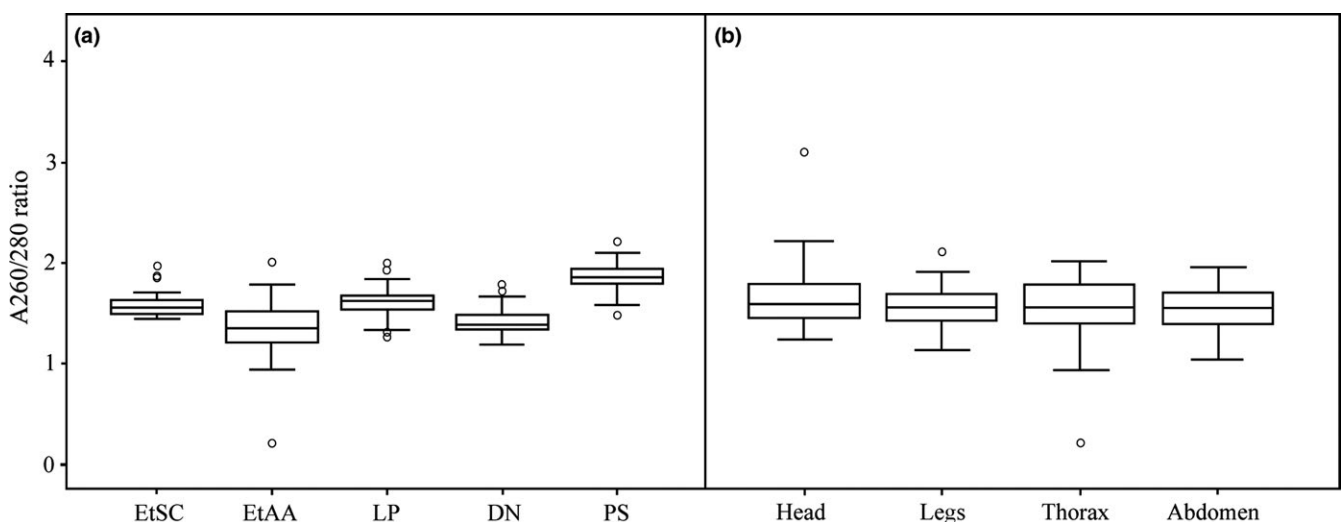 (a)
(b)
A260/280 ratio
4
3
2
1
0
EtSC EtAA LP DN PS
Head Legs Thorax Abdomen